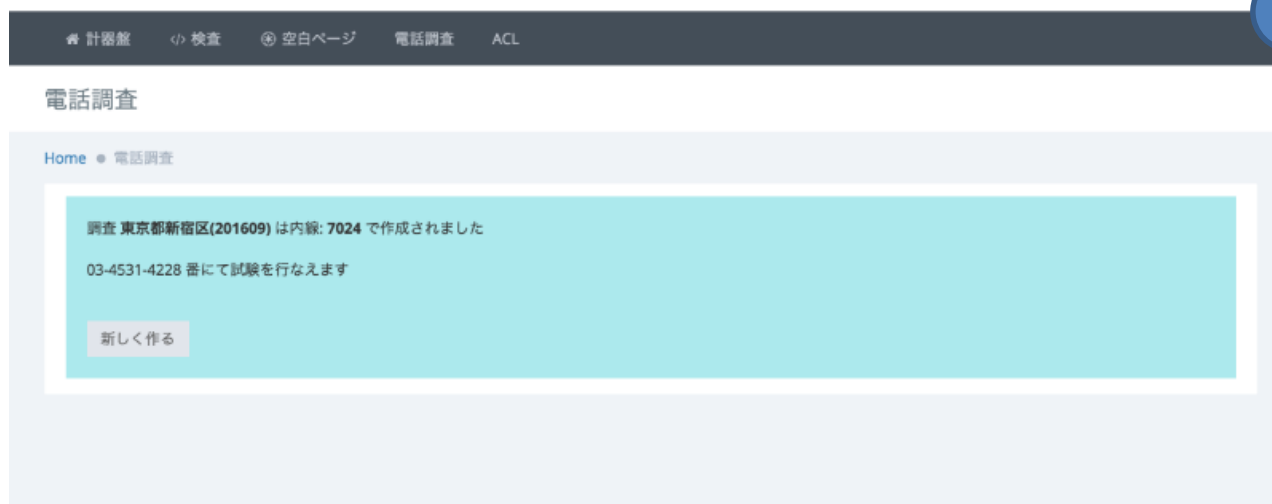 計器盤 検査 空白ページ 電話調査 ACL
電話調査
Home 電話調査
調査 東京都新宿区(201609) は内線: 7024 で作成されました
03-4531-4228 番にて試験を行なえます
新しく作る